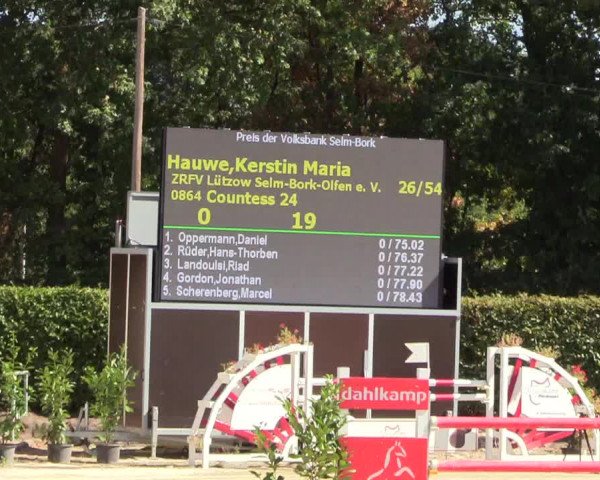 Preis der Volksbank Selm-Bork
Hauwe,Kerstin Maria
ZRFV Lützow Selm-Bork-Olfen e. V. 26/54
0864 Countess 24
0 19
1. Oppermann,Daniel 0 / 75.02
2. Rüder,Hans-Thorben 0 / 76.37
3. Landoulsi,Riad 0 / 77.22
4. Gordon,Jonathan 0 / 77.90
5. Scherenberg,Marcel 0 / 78.43
dahlkamp